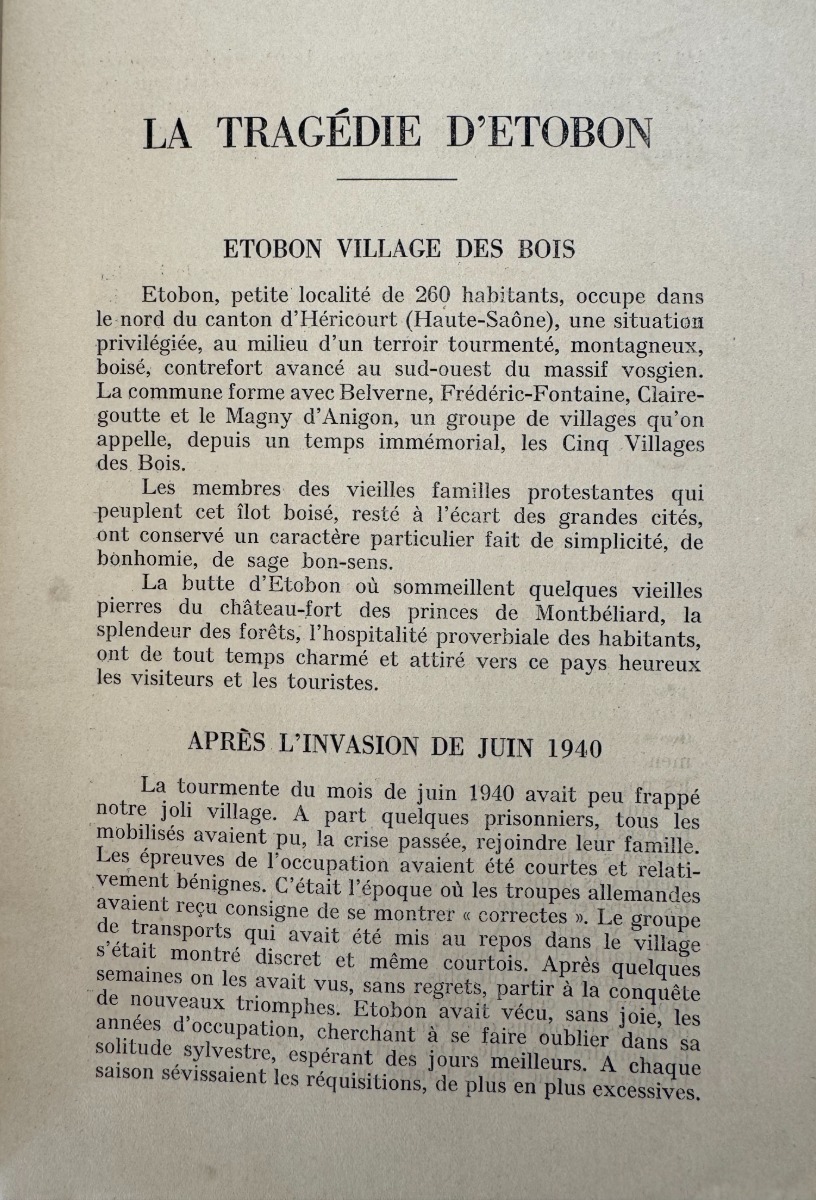 LA TRAGÉDIE D'ETOBON
ETOBON VILLAGE DES BOIS
Etobon, petite localité de 260 habitants, occupe dans
le nord du canton d'Héricourt (Haute-Saône), une situation
privilégiée, au milieu d'un terroir tourmenté, montagneux,
boisé, contrefort avancé au sud-ouest du massif vosgien.
La commune forme avec Belverne, Frédéric-Fontaine, Claire-
goutte et le Magny d'Anigon, un groupe de villages qu'on
appelle, depuis un temps immémorial, les Cinq Villages
des Bois.
Les membres des vieilles familles protestantes qui
peuplent cet îlot boisé, resté à l'écart des grandes cités,
ont conservé un caractère particulier fait de simplicité, de
bonhomie, de sage bon-sens.
La butte d'Etobon où sommeillent quelques vieilles
pierres du château-fort des princes de Montbéliard, la
splendeur des forêts, l'hospitalité proverbiale des habitants,
ont de tout temps charmé et attiré vers ce pays heureux
les visiteurs et les touristes.
APRÈS L'INVASION DE JUIN 1940
La tourmente du mois de juin 1940 avait peu frappé
notre joli village. A part quelques prisonniers, tous les
mobilisés avaient pu, la crise passée, rejoindre leur famille.
Les épreuves de l'occupation avaient été courtes et relati-
vement bénignes. C'était l'époque où les troupes allemandes
avaient reçu consigne de se montrer « correctes ». Le groupe
de transports qui avait été mis au repos dans le village
s'était montré discret et même courtois. Après quelques
semaines on les avait vus, sans regrets, partir à la conquête
de nouveaux triomphes. Etobon avait vécu, sans joie, les
années d'occupation, cherchant à se faire oublier dans sa
solitude sylvestre, espérant des jours meilleurs. A chaque
saison sévissaient les réquisitions, de plus en plus excessives.